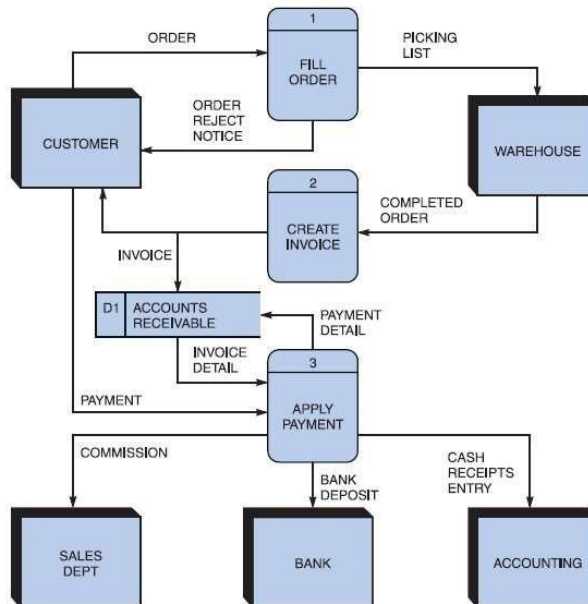 1
ORDER
FILL
ORDER
PICKING
LIST
ORDER
REJECT
NOTICE
CUSTOMER
WAREHOUSE
2
CREATE
INVOICE
COMPLETED
ORDER
INVOICE
D1
ACCOUNTS
RECEIVABLE
PAYMENT
DETAIL
INVOICE
DETAIL
3
APPLY
PAYMENT
PAYMENT
COMMISSION
BANK
DEPOSIT
CASH
RECEIPTS
ENTRY
SALES
DEPT
BANK
ACCOUNTING